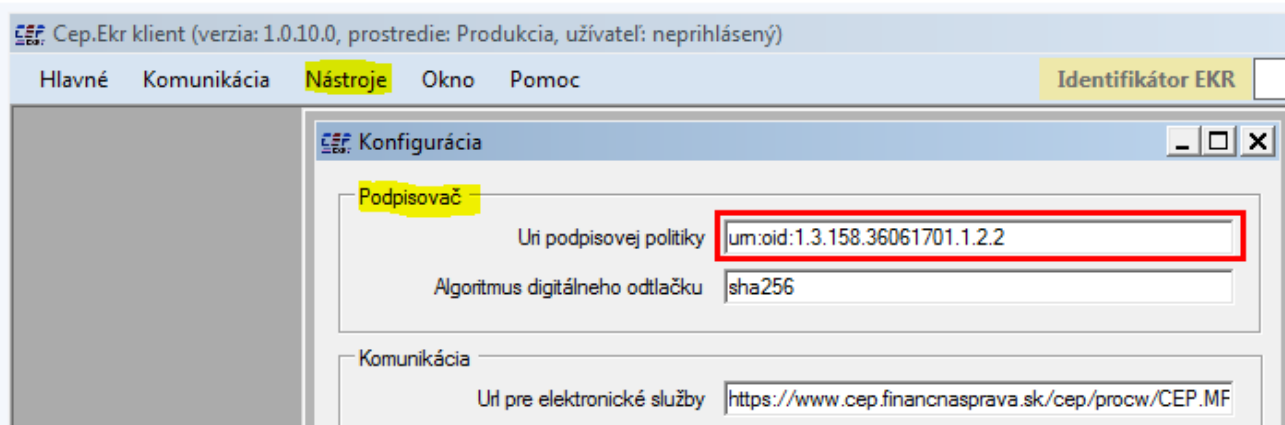 Cep.Ekr klient (verzia: 1.0.10.0, prostredie: Produkcia, užívateľ: neprihlásený)
Hlavné Komunikácia Nástroje Okno Pomoc Identifikátor EKR
Konfigurácia
Podpisovač
Uri podpisovej politiky urn:oid:1.3.158.36061701.1.2.2
Algoritmus digitálneho odtlačku sha256
Komunikácia
Url pre elektronické služby https://www.cep.financnasprava.sk/cep/procw/CEP.MF